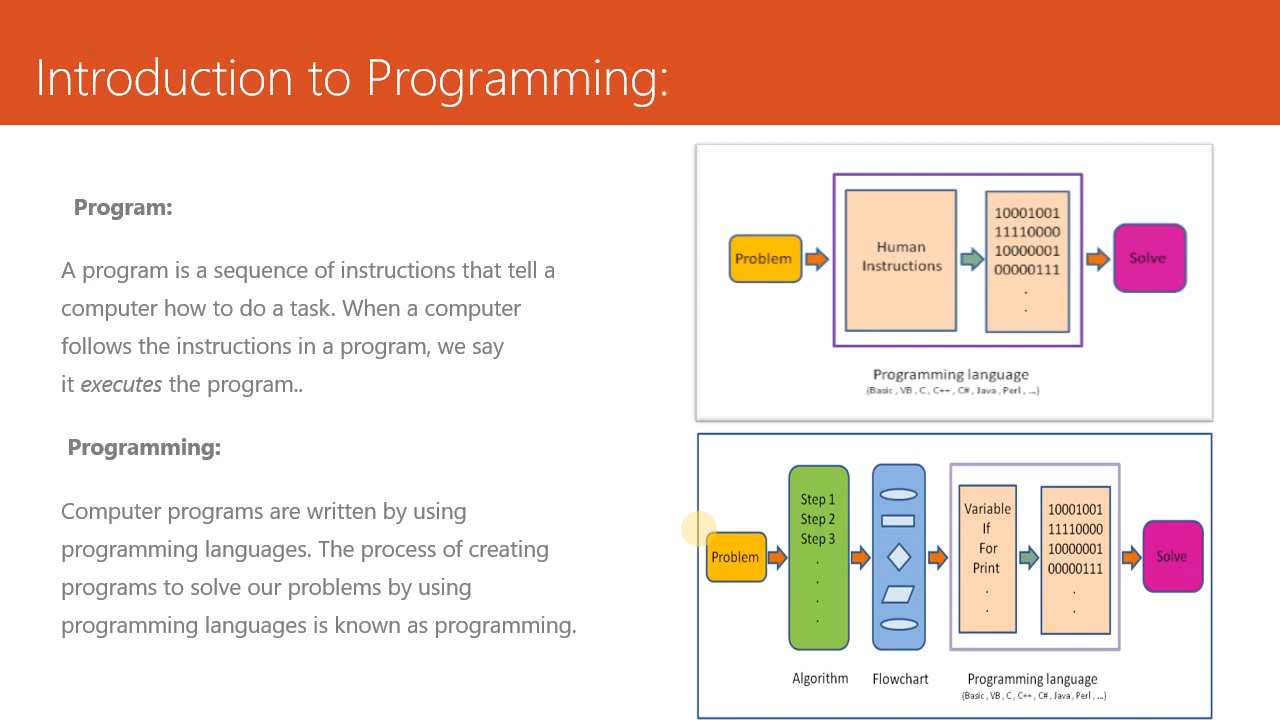 Introduction to Programming:
Program:
A program is a sequence of instructions that tell a
computer how to do a task. When a computer
follows the instructions in a program, we say
it executes the program..
Programming:
Computer programs are written by using
programming languages. The process of creating
programs to solve our problems by using
programming languages is known as programming.
Problem
Human
Instructions
10001001
11110000
10000001
00000111
.
.
Solve
Programming language
(Basic , VB , C , C++ , C# , Java , Perl , ...)
Problem
Step 1
Step 2
Step 3
.
.
.
.
Algorithm
Flowchart
Variable
If
For
Print
.
.
10001001
11110000
10000001
00000111
.
.
Solve
Programming language
(Basic , VB , C , C++ , C# , Java , Perl , ...)